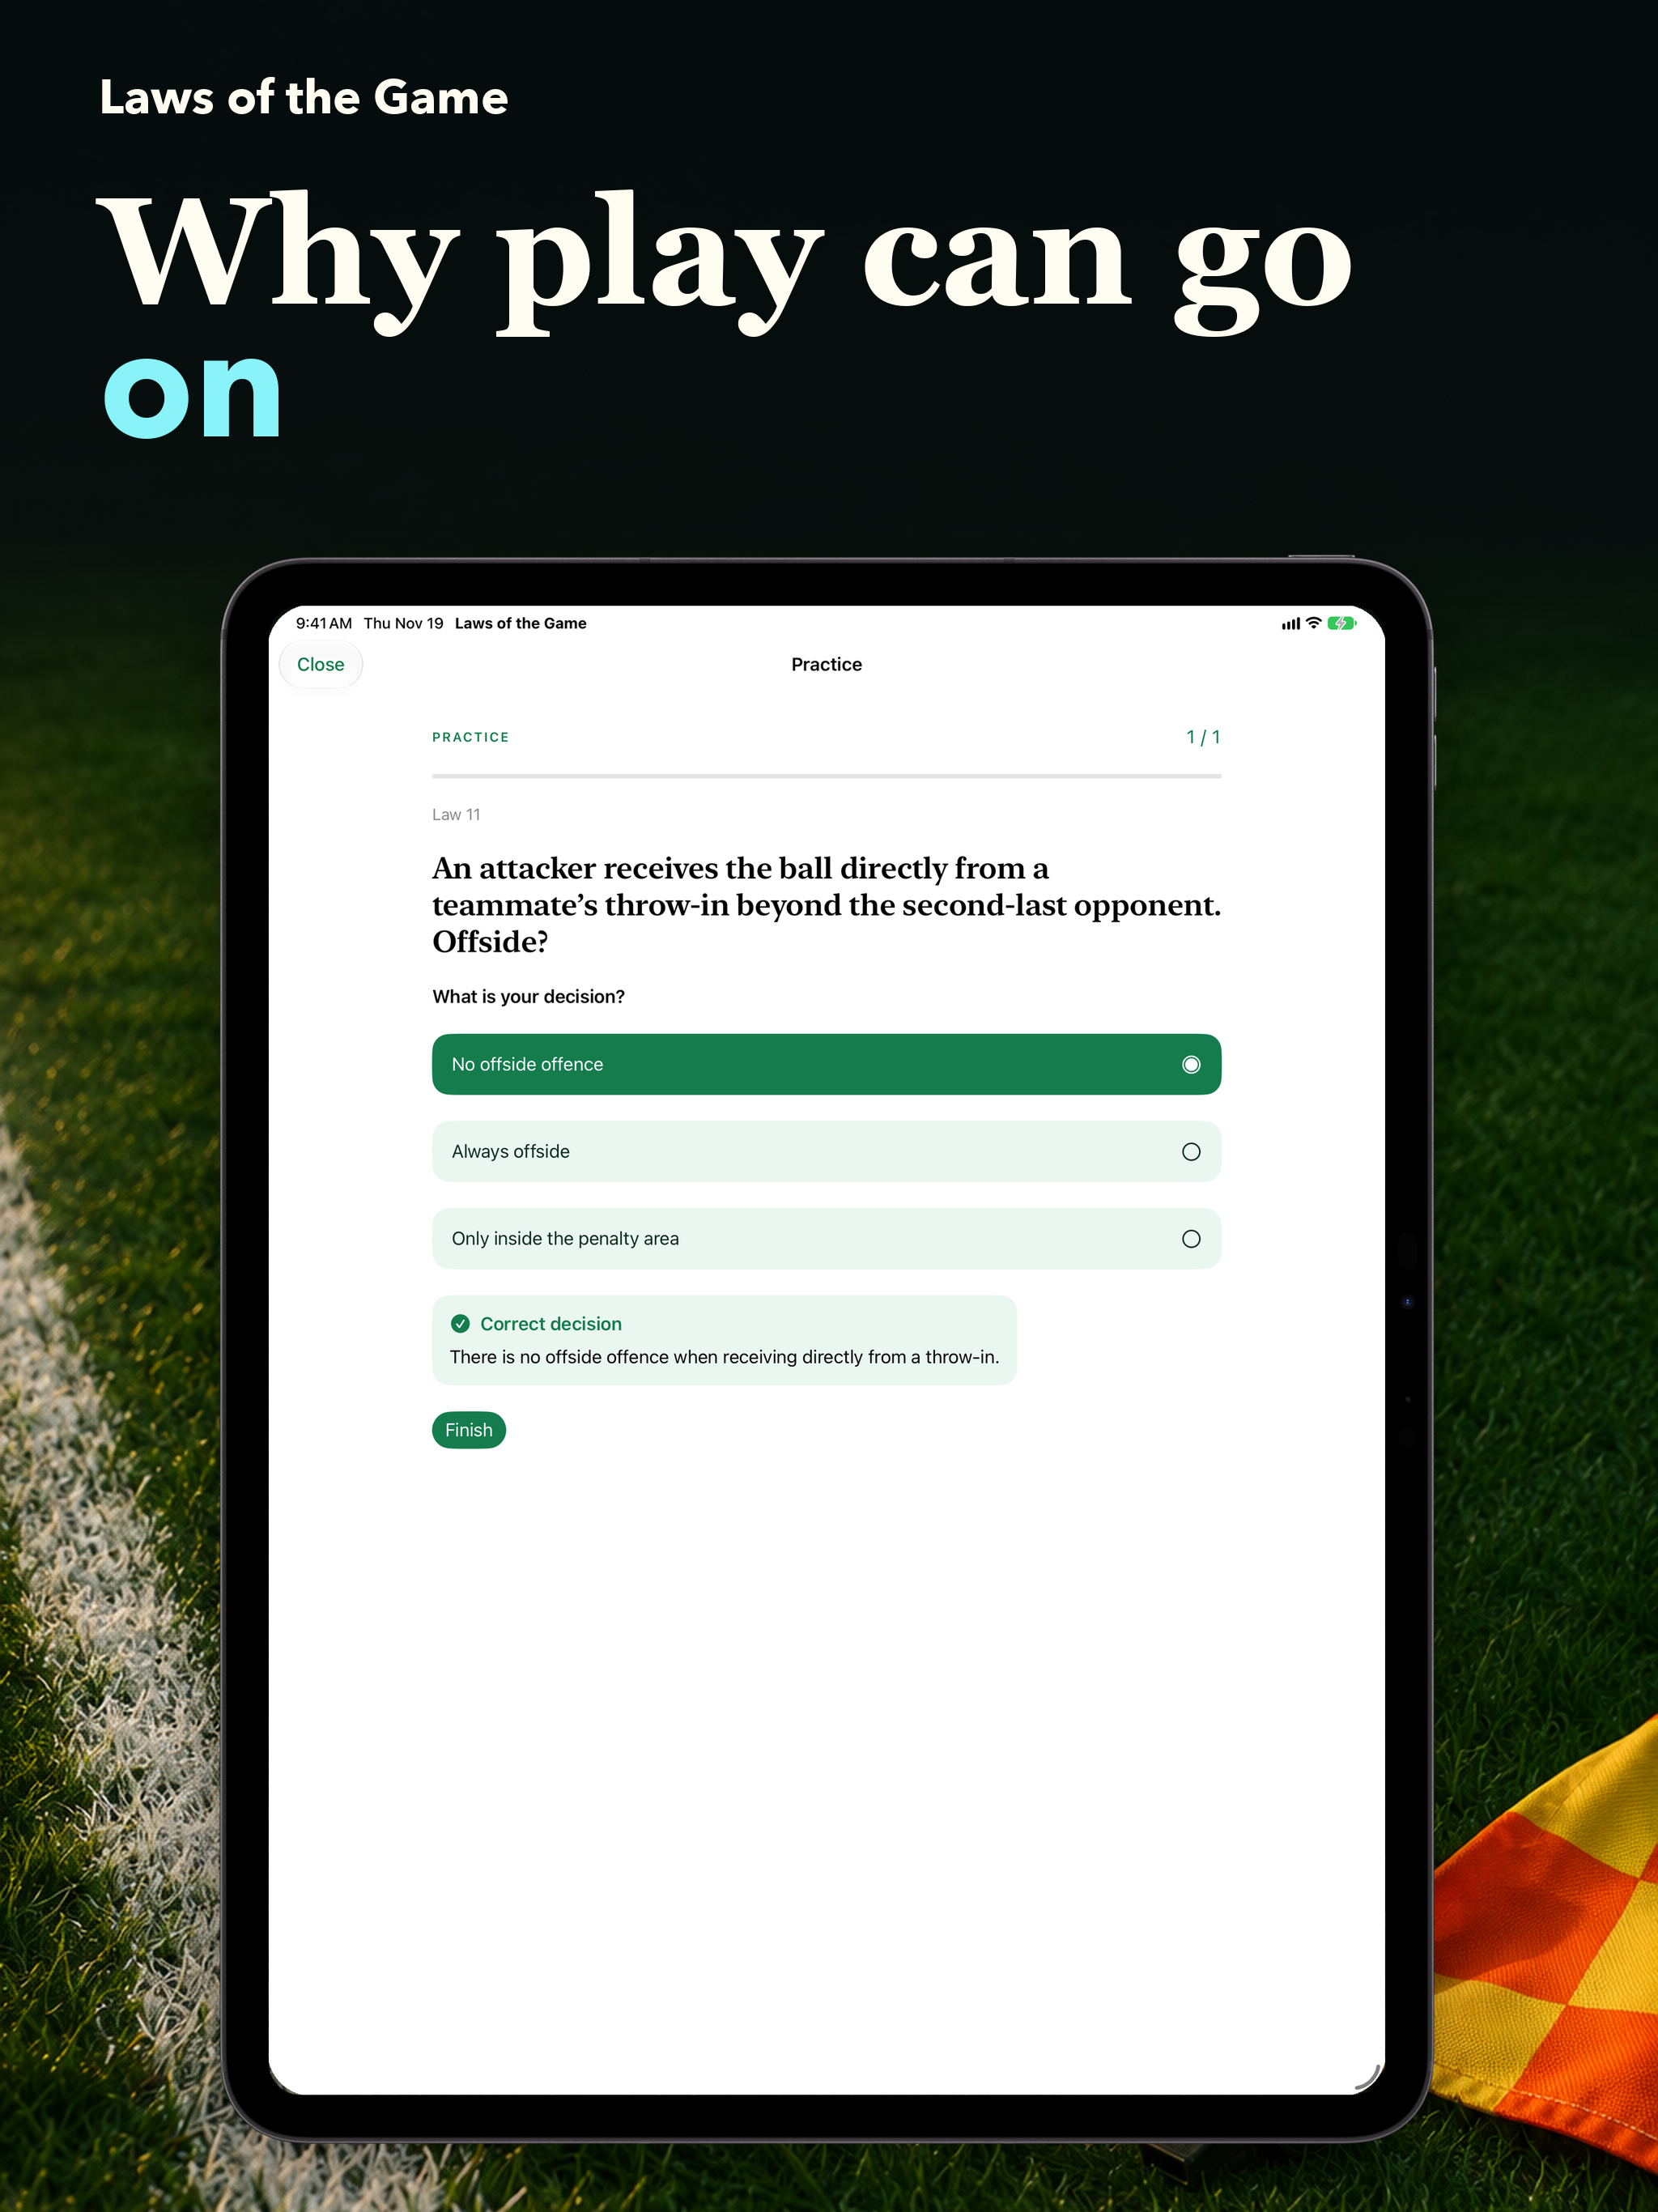 Laws of the Game
Why play can go
on
9:41 AM Thu Nov 19 Laws of the Game
Close
Practice
PRACTICE
1 / 1
Law 11
An attacker receives the ball directly from a
teammate’s throw-in beyond the second-last opponent.
Offside?
What is your decision?
No offside offence
Always offside
Only inside the penalty area
Correct decision
There is no offside offence when receiving directly from a throw-in.
Finish